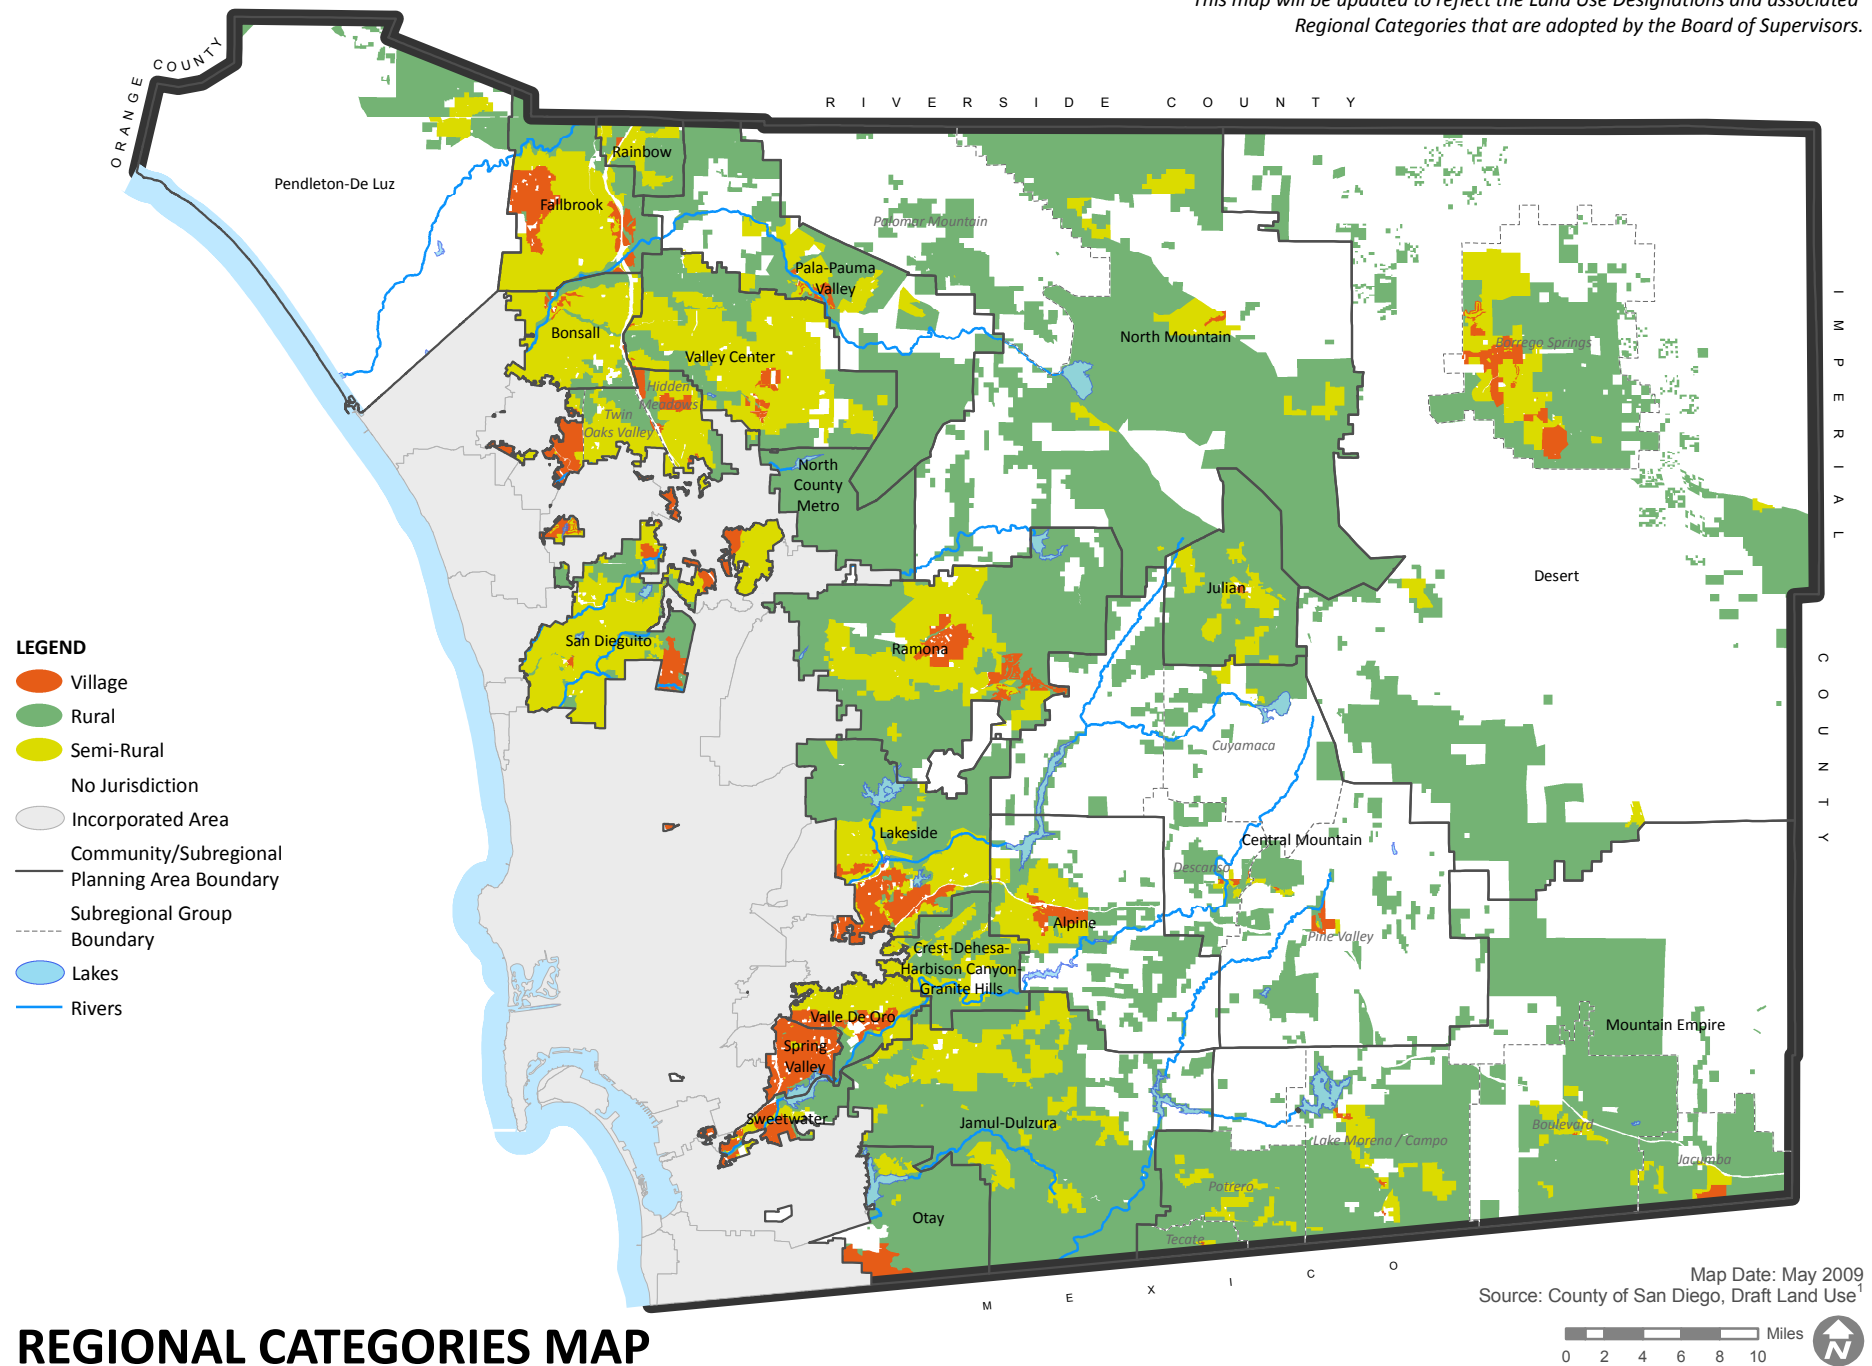 This map will be updated to reflect the Land Use Designations and associated
Regional Categories that are adopted by the Board of Supervisors.
ORANGE COUNTY
RIVERSIDE COUNTY
IMPERIAL COUNTY
MEXICO
Pendleton-De Luz
Rainbow
Fallbrook
Palomar Mountain
Pala-Pauma
Valley
Bonsall
North Mountain
Borrego Springs
Valley Center
Hidden
Meadows
Twin
Oaks Valley
North
County
Metro
Desert
Julian
San Dieguito
Ramona
Cuyamaca
Lakeside
Central Mountain
Descanso
Alpine
Pine Valley
Crest-Dehesa-
Harbison Canyon-
Granite Hills
Valle De Oro
Mountain Empire
Spring
Valley
Sweetwater
Jamul-Dulzura
Lake Morena / Campo
Boulevard
Jacumba
Potrero
Otay
Tecate
LEGEND
Village
Rural
Semi-Rural
No Jurisdiction
Incorporated Area
Community/Subregional
Planning Area Boundary
Subregional Group
Boundary
Lakes
Rivers
Map Date: May 2009
Source: County of San Diego, Draft Land Use1
Miles
0 2 4 6 8 10
N
REGIONAL CATEGORIES MAP